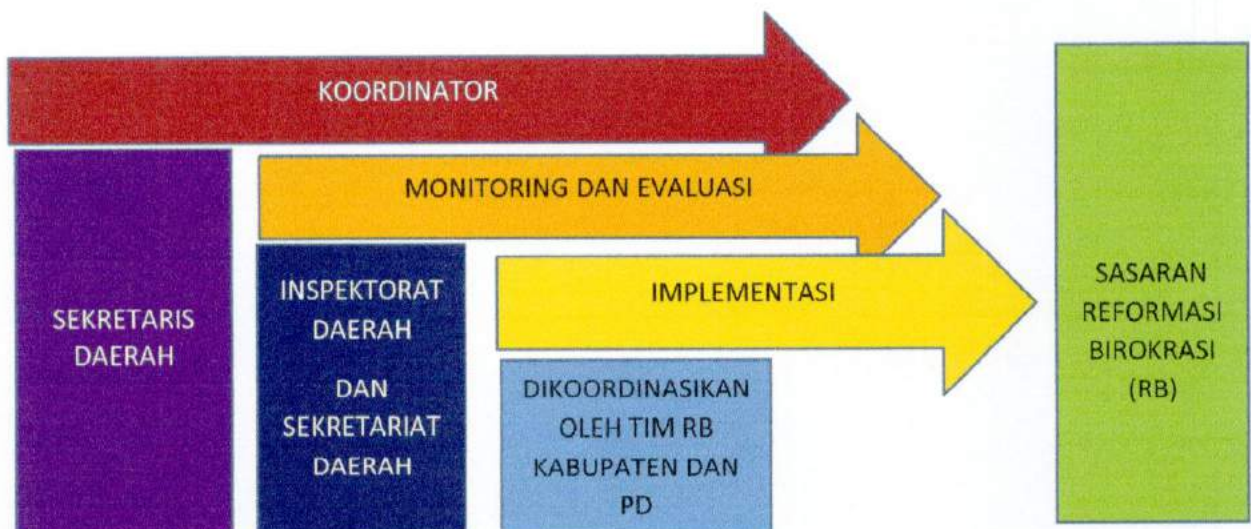 KOORDINATOR
MONITORING DAN EVALUASI
IMPLEMENTASI
SEKRETARIS
DAERAH
INSPEKTORAT
DAERAH
DAN
SEKRETARIAT
DAERAH
DIKOORDINASIKAN
OLEH TIM RB
KABUPATEN DAN
PD
SASARAN
REFORMASI
BIROKRASI
(RB)